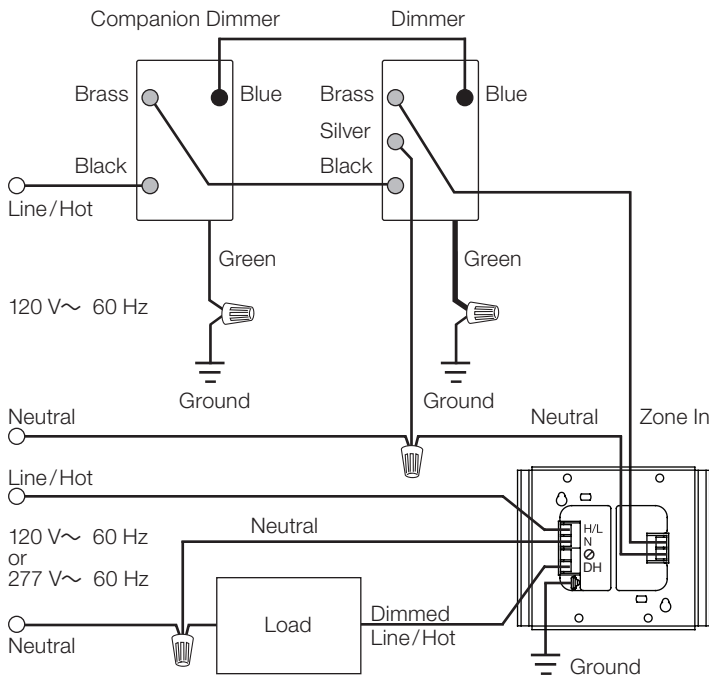 Companion Dimmer
Dimmer
Brass
Blue
Brass
Blue
Silver
Black
Black
Line/Hot
Green
Green
120 V~ 60 Hz
Ground
Ground
Neutral
Neutral
Zone In
Line/Hot
Neutral
H/L
N
DH
120 V~ 60 Hz
or
277 V~ 60 Hz
Load
Dimmed
Line/Hot
Neutral
Ground